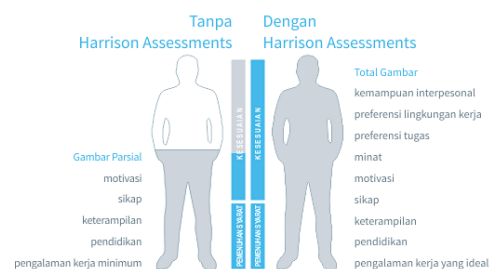 Tanpa
Harrison Assessments
Dengan
Harrison Assessments
Gambar Parsial
motivasi
sikap
keterampilan
pendidikan
pengalaman kerja minimum
KESESUAIAN
PEMENUHAN SYARAT
KESESUAIAN
PEMENUHAN SYARAT
Total Gambar
kemampuan interpesonal
preferensi lingkungan kerja
preferensi tugas
minat
motivasi
sikap
keterampilan
pendidikan
pengalaman kerja yang ideal